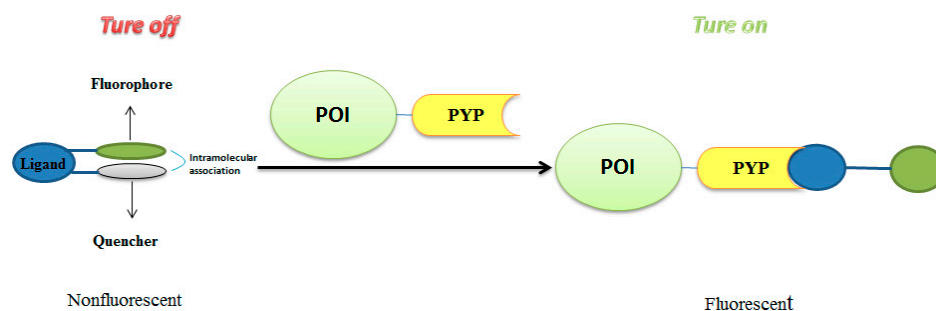 Ture off
Ture on
Fluorophore
POI
PYP
Ligand
Intramolecular
association
POI
PYP
Quencher
Nonfluorescent
Fluorescent